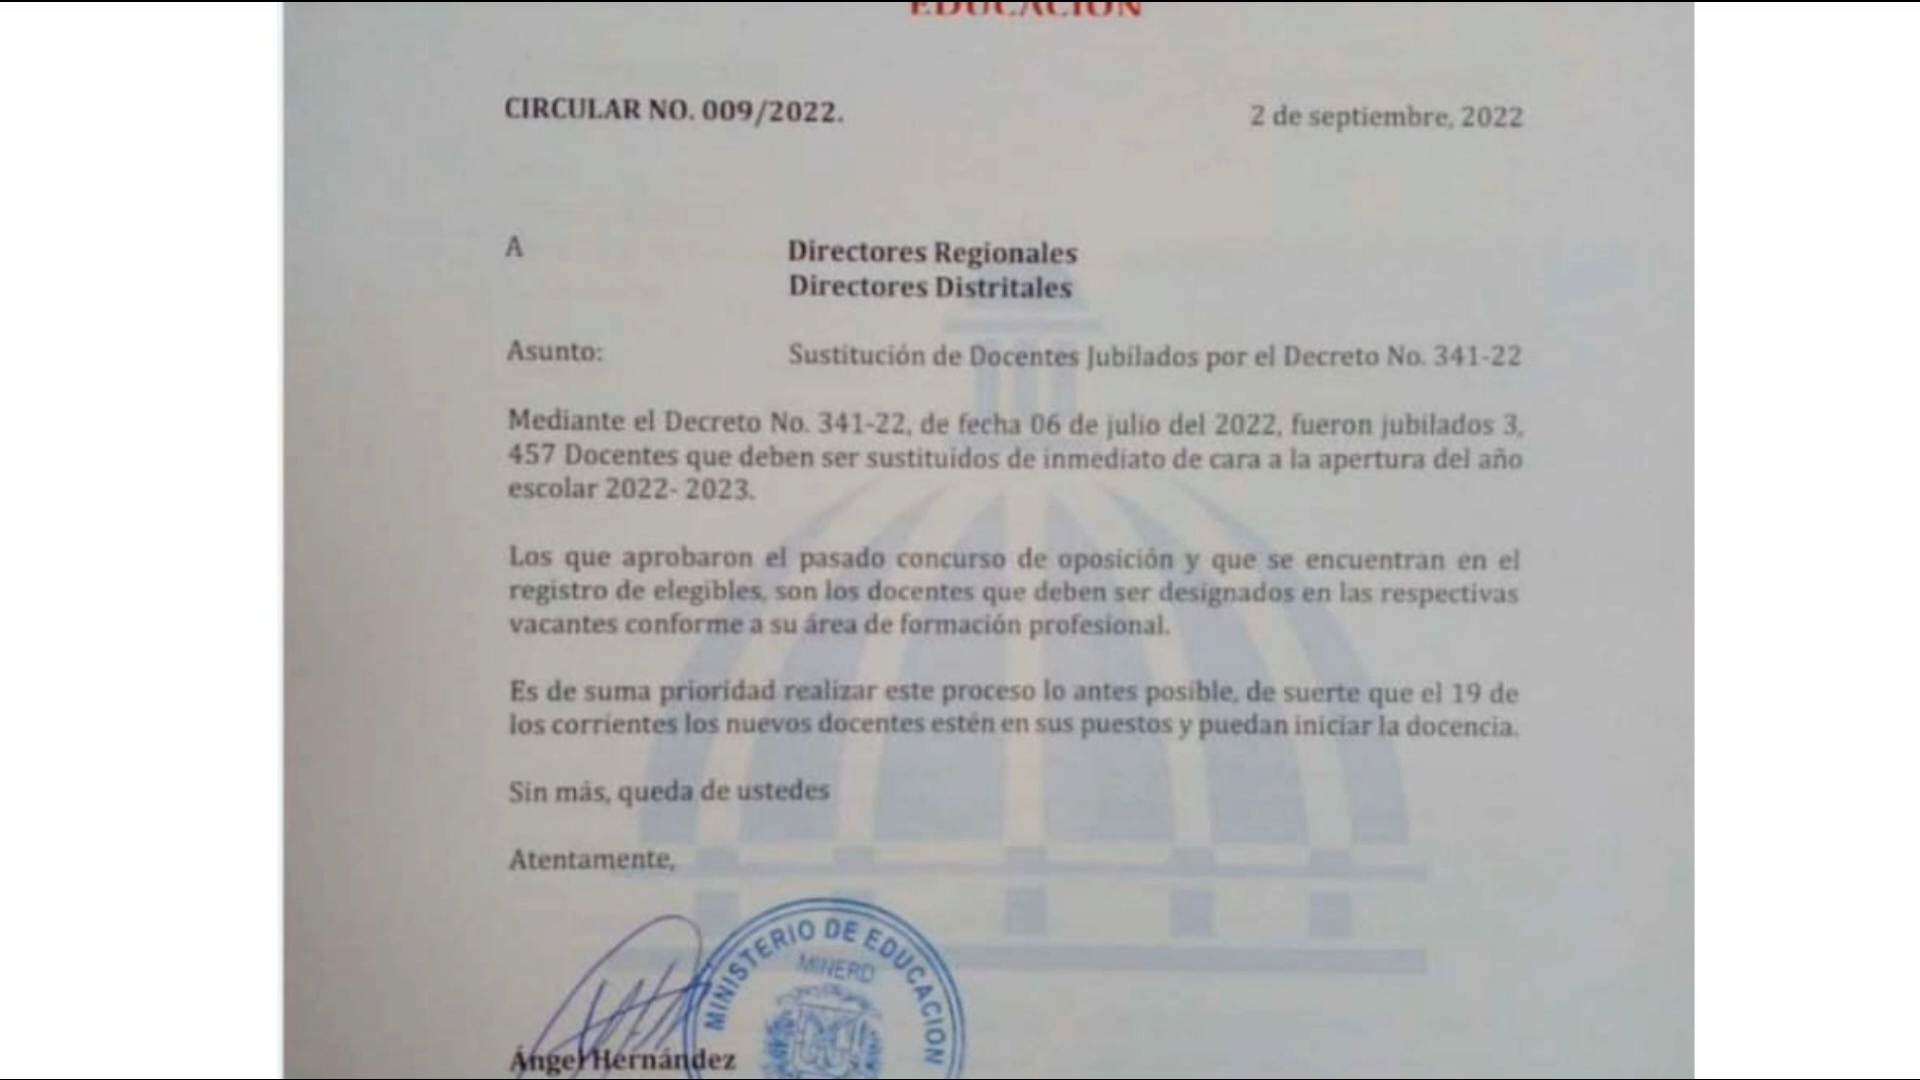 EDUCACIÓN
CIRCULAR NO. 009/2022.
2 de septiembre, 2022
A
Directores Regionales
Directores Distritales
Asunto:
Sustitución de Docentes Jubilados por el Decreto No. 341-22
Mediante el Decreto No. 341-22, de fecha 06 de julio del 2022, fueron jubilados 3,
457 Docentes que deben ser sustituidos de inmediato de cara a la apertura del año
escolar 2022- 2023.
Los que aprobaron el pasado concurso de oposición y que se encuentran en el
registro de elegibles, son los docentes que deben ser designados en las respectivas
vacantes conforme a su área de formación profesional.
Es de suma prioridad realizar este proceso lo antes posible, de suerte que el 19 de
los corrientes los nuevos docentes estén en sus puestos y puedan iniciar la docencia.
Sin más, queda de ustedes
Atentamente,
MINISTERIO DE EDUCACION
MINERD
Ángel Hernández